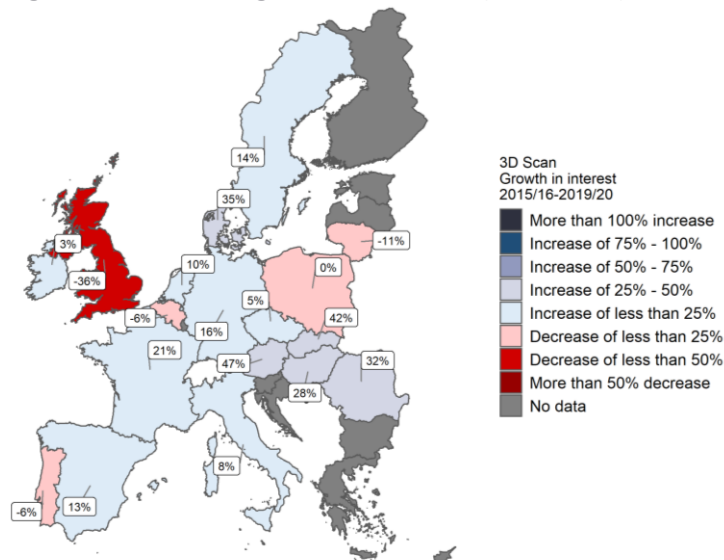 14%
35%
3%
-11%
10%
0%
-36%
5%
-6%
42%
16%
21%
32%
47%
28%
8%
13%
-6%
3D Scan
Growth in interest
2015/16-2019/20
More than 100% increase
Increase of 75% - 100%
Increase of 50% - 75%
Increase of 25% - 50%
Increase of less than 25%
Decrease of less than 25%
Decrease of less than 50%
More than 50% decrease
No data